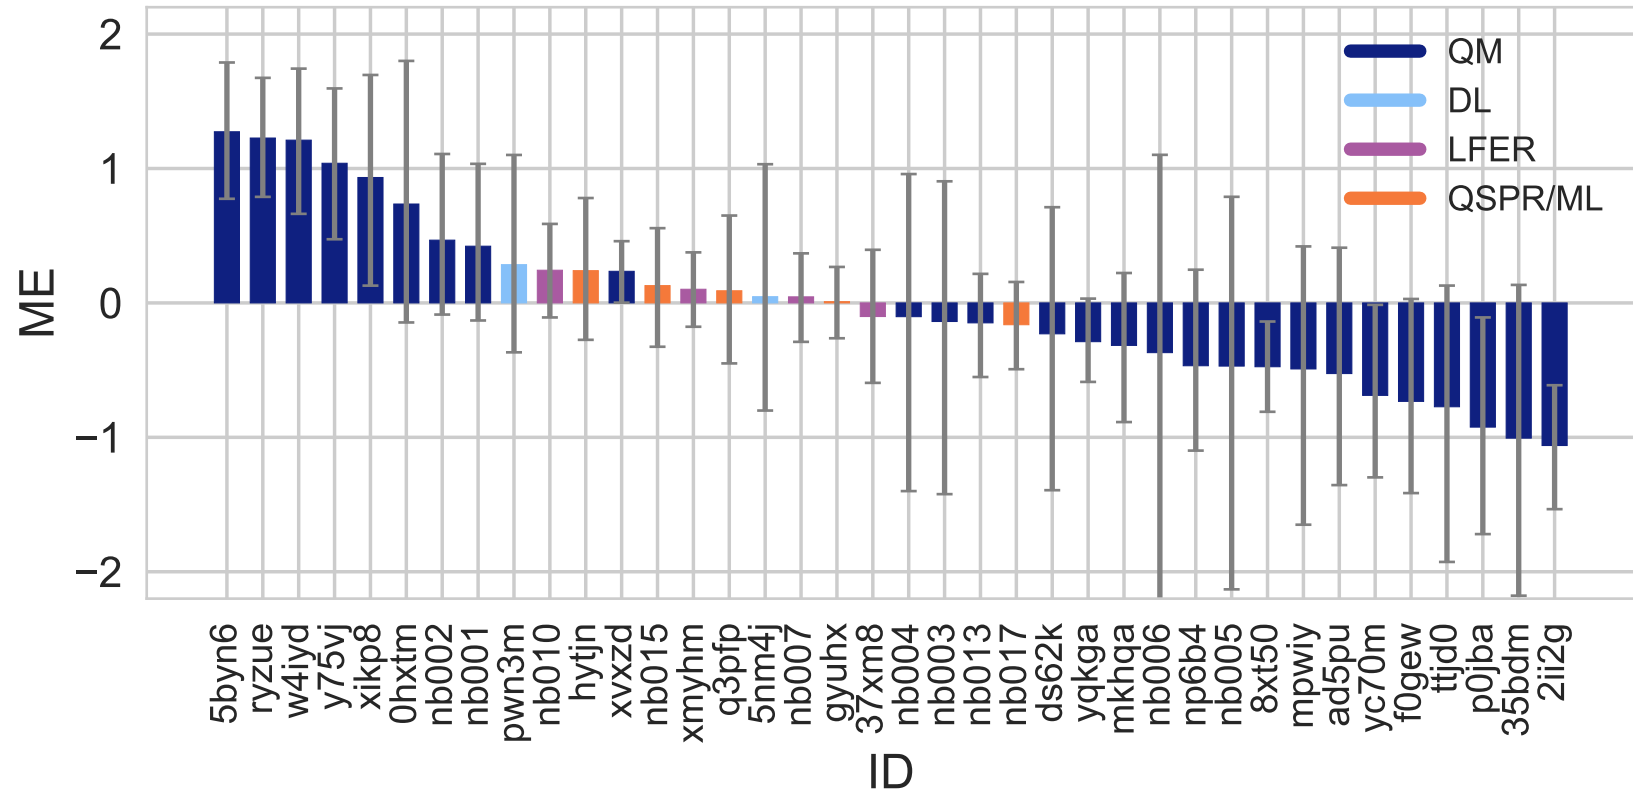 2
1
0
−1
−2
ME
QM
DL
LFER
QSPR/ML
5byn6
ryzue
w4iyd
y75vj
xikp8
0hxtm
nb002
nb001
pwn3m
nb010
hytjn
xvxzd
nb015
xmyhm
q3pfp
5nm4j
nb007
gyuhx
37xm8
nb004
nb003
nb013
nb017
ds62k
yqkga
mkhqa
nb006
np6b4
nb005
8xt50
mpwiy
ad5pu
yc70m
f0gew
ttjd0
p0jba
35bdm
2ii2g
ID